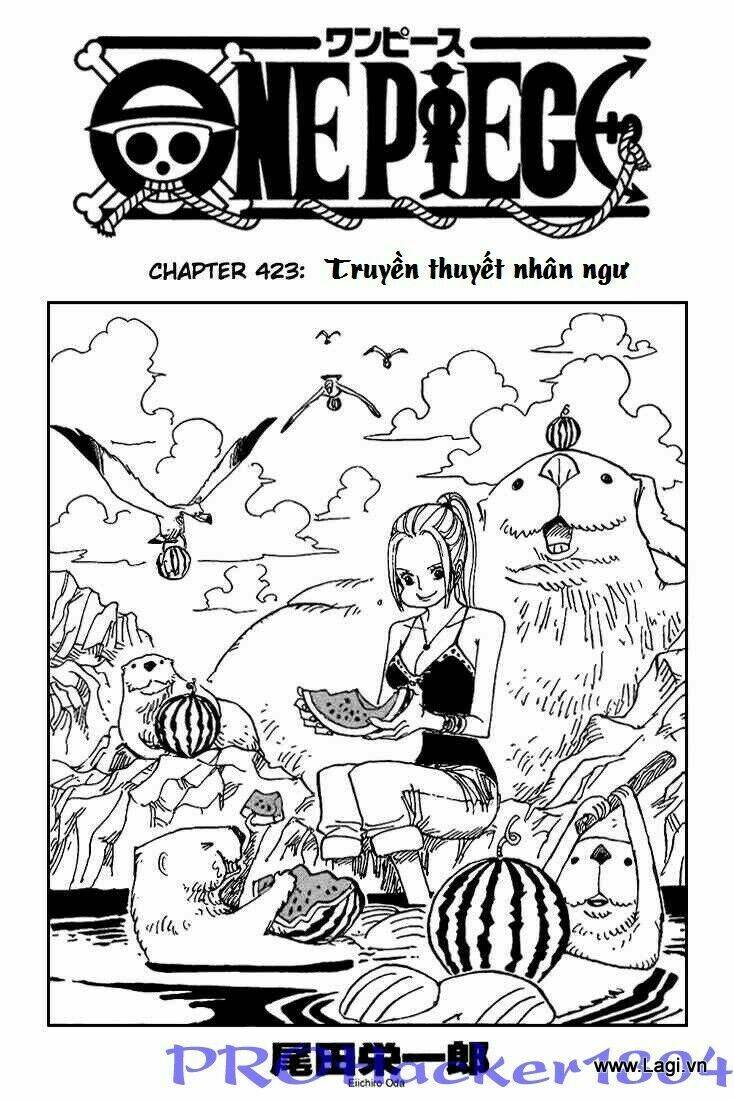 ワンピース
ONE PIECE
CHAPTER 423: Truyền thuyết nhân ngư
尾田栄一郎
PROHacker1804
Eiichiro Oda
www.Lagi.vn